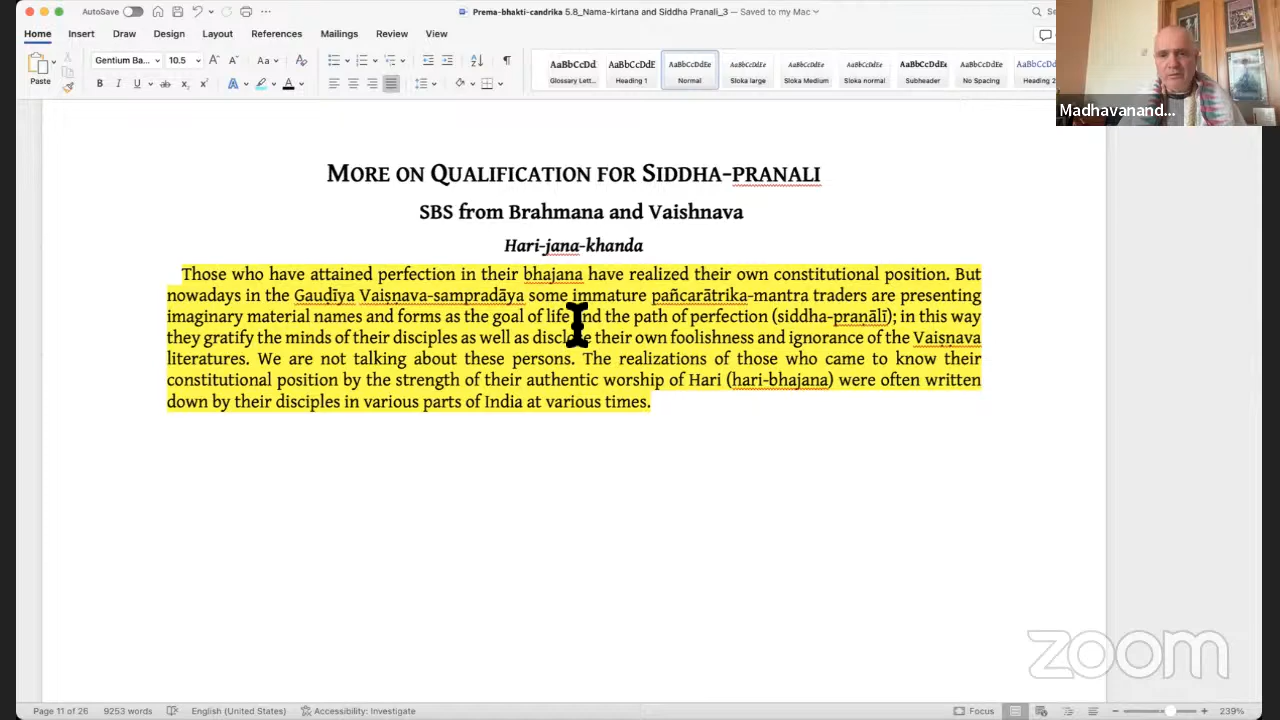 AutoSave
Prema-bhakti-candrika 5.8_Nama-kirtana and Siddha Pranali_3 — Saved to my Mac
Home Insert Draw Design Layout References Mailings Review View
Paste
Gentium Ba... 10.5
AaBbCcDd AaBbCcDdE AaBbCcDdEe AaBbCcDdEe AaBbCcDdEe AaBbCcDdEe AaBbCcDdEe AaBbCcDdEe
Glossary Lett... Heading 1 Normal Sloka large Sloka Medium Sloka normal Subheader No Spacing Heading 2
Madhavanand...
More on Qualification for Siddha-pranali
SBS from Brahmana and Vaishnava
Hari-jana-khanda
Those who have attained perfection in their bhajana have realized their own constitutional position. But
nowadays in the Gauḍīya Vaiṣṇava-sampradāya some immature pañcarātrika-mantra traders are presenting
imaginary material names and forms as the goal of life and the path of perfection (siddha-praṇālī); in this way
they gratify the minds of their disciples as well as disclose their own foolishness and ignorance of the Vaiṣṇava
literatures. We are not talking about these persons. The realizations of those who came to know their
constitutional position by the strength of their authentic worship of Hari (hari-bhajana) were often written
down by their disciples in various parts of India at various times.
zoom
Page 11 of 26 9253 words English (United States) Accessibility: Investigate Focus 239%